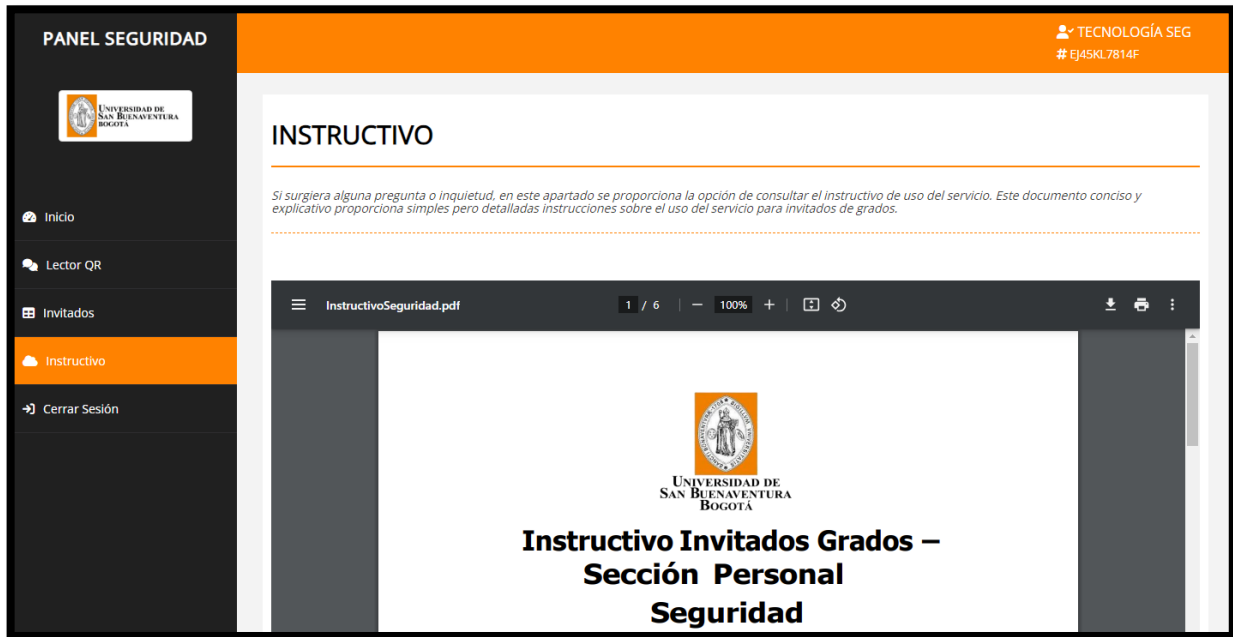 PANEL SEGURIDAD
TECNOLOGÍA SEG
# EJ45KL7814F
UNIVERSIDAD DE
SAN BUENAVENTURA
BOGOTÁ
Inicio
Lector QR
Invitados
Instructivo
Cerrar Sesión
INSTRUCTIVO
Si surgiera alguna pregunta o inquietud, en este apartado se proporciona la opción de consultar el instructivo de uso del servicio. Este documento conciso y
explicativo proporciona simples pero detalladas instrucciones sobre el uso del servicio para invitados de grados.
InstructivoSeguridad.pdf 1 / 6 | − 100% + |
UNIVERSIDAD DE
SAN BUENAVENTURA
BOGOTÁ
Instructivo Invitados Grados –
Sección Personal
Seguridad